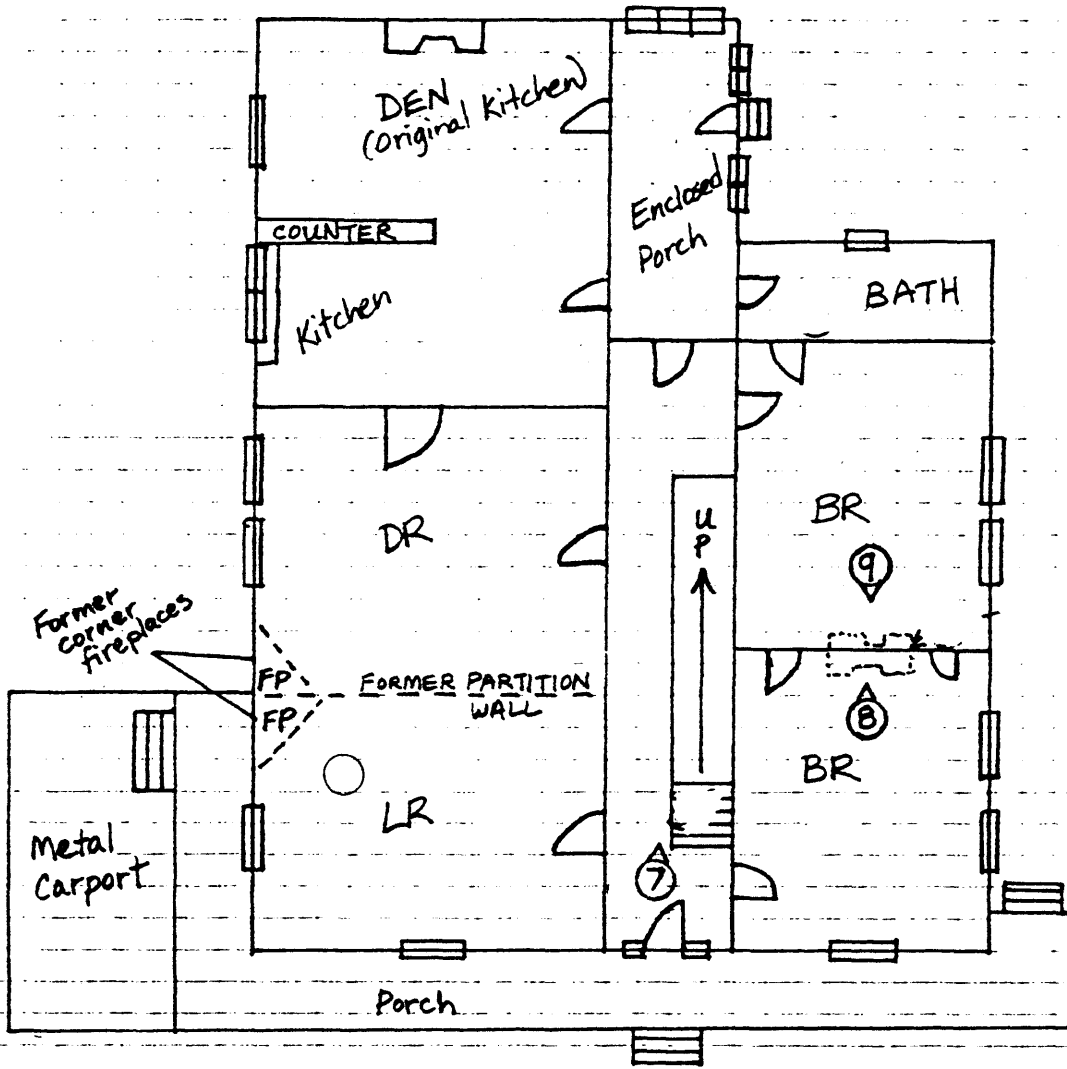 DEN
(Original Kitchen)
Enclosed
Porch
COUNTER
BATH
Kitchen
DR
UP
BR
9
Former
corner
fireplaces
FP
FORMER PARTITION
WALL
FP
8
BR
LR
Metal
Carport
7
Porch